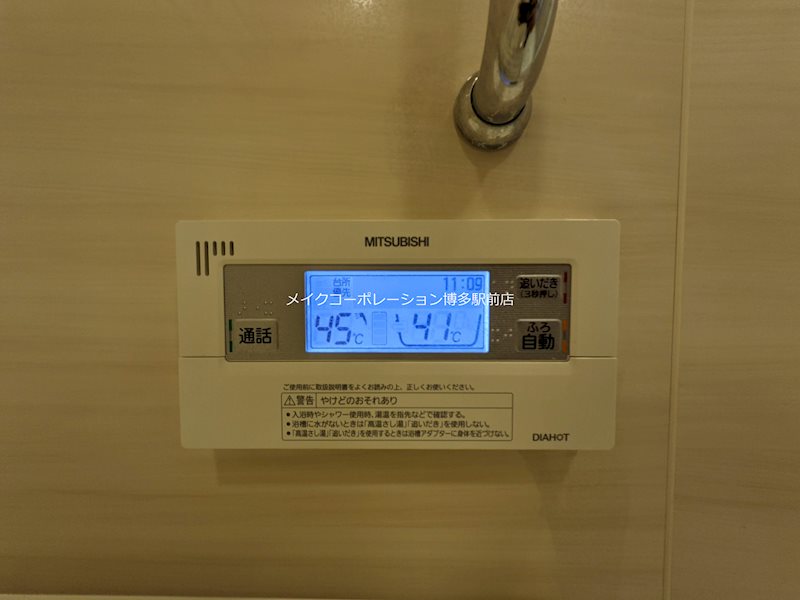 MITSUBISHI
台所
優先
11:09
メイクコーポレーション博多駅前店
45℃
41℃
追いだき
(3秒押し)
通話
ふろ
自動
ご使用前に取扱説明書をよくお読みの上、正しくお使いください。
⚠警告 やけどのおそれあり
●入浴時やシャワー使用時、湯温を指先などで確認する。
●浴槽に水がないときは「高温さし湯」「追いだき」を使用しない。
●「高温さし湯」「追いだき」を使用するときは浴槽アダプターに身体を近づけない。
DIAHOT